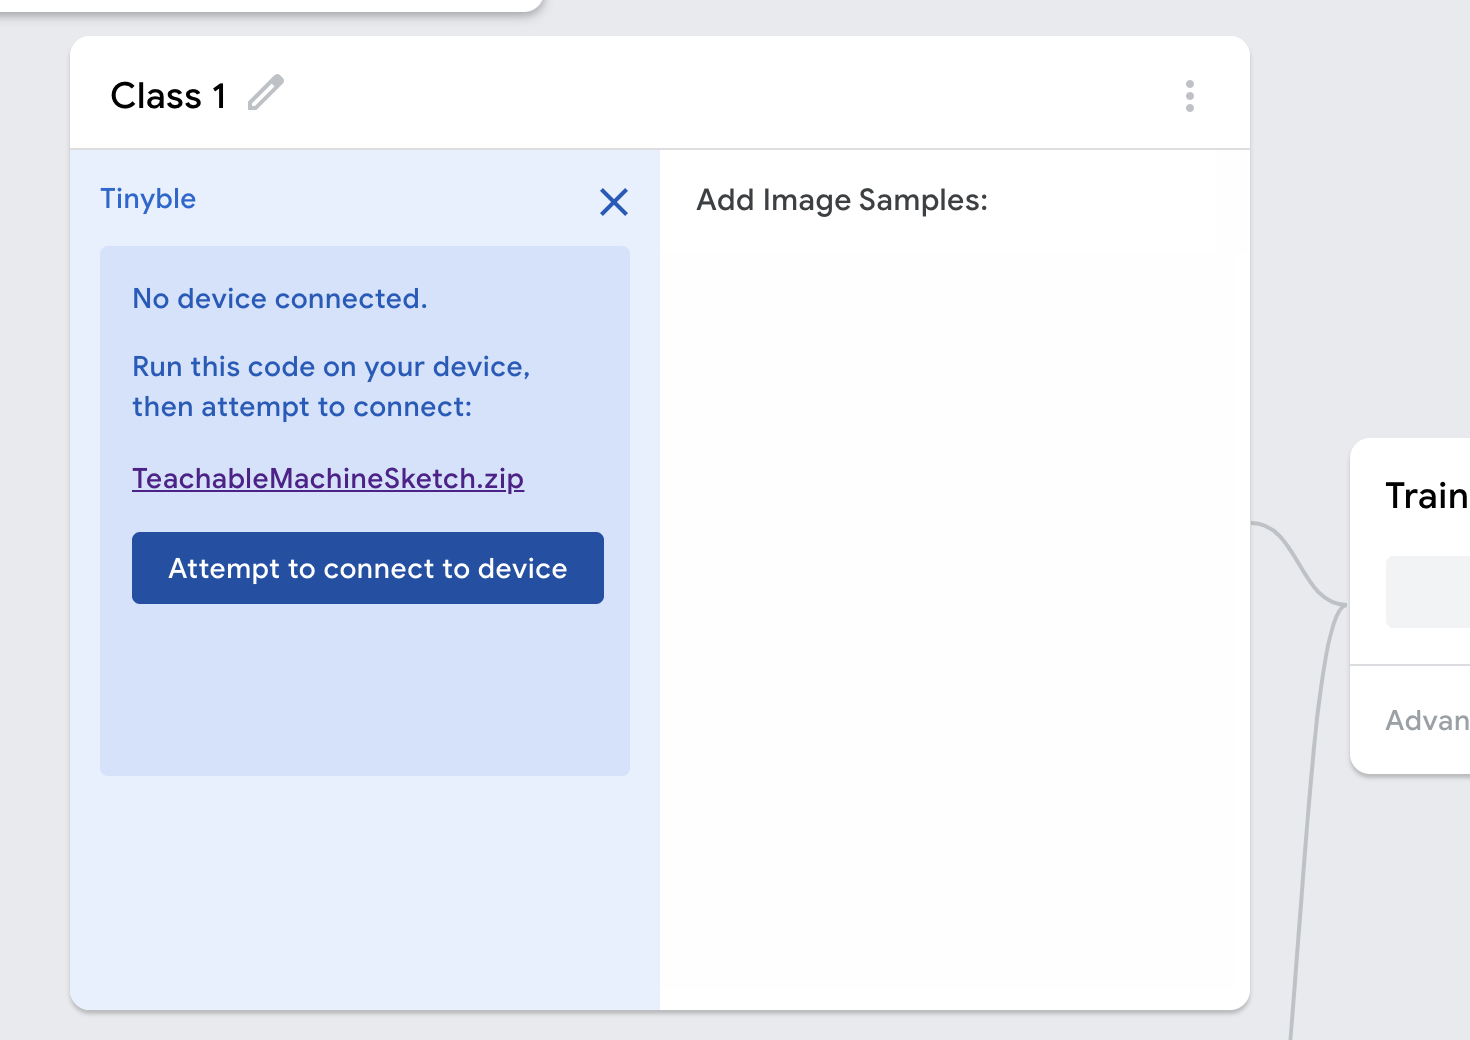 Class 1
Tinyble
Add Image Samples:
No device connected.
Run this code on your device,
then attempt to connect:
TeachableMachineSketch.zip
Attempt to connect to device
Train
Advan